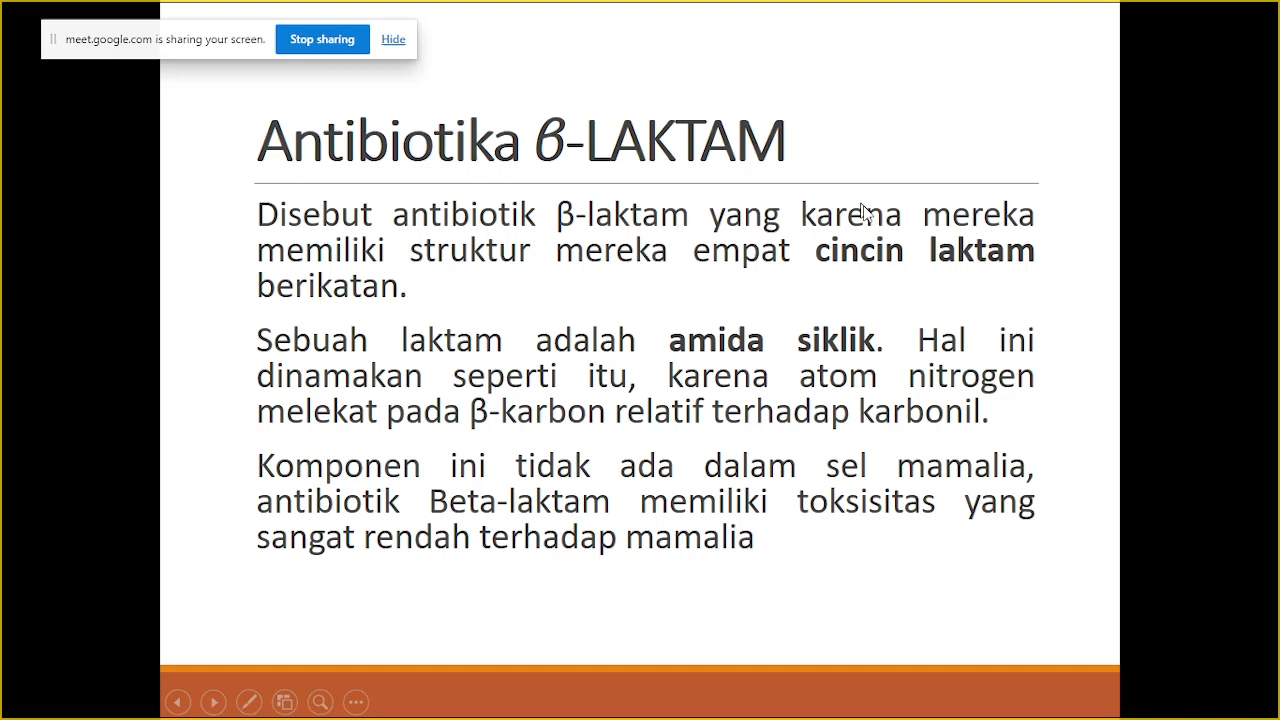 meet.google.com is sharing your screen. Stop sharing Hide
Antibiotika β-LAKTAM
Disebut antibiotik β-laktam yang karena mereka
memiliki struktur mereka empat cincin laktam
berikatan.
Sebuah laktam adalah amida siklik. Hal ini
dinamakan seperti itu, karena atom nitrogen
melekat pada β-karbon relatif terhadap karbonil.
Komponen ini tidak ada dalam sel mamalia,
antibiotik Beta-laktam memiliki toksisitas yang
sangat rendah terhadap mamalia